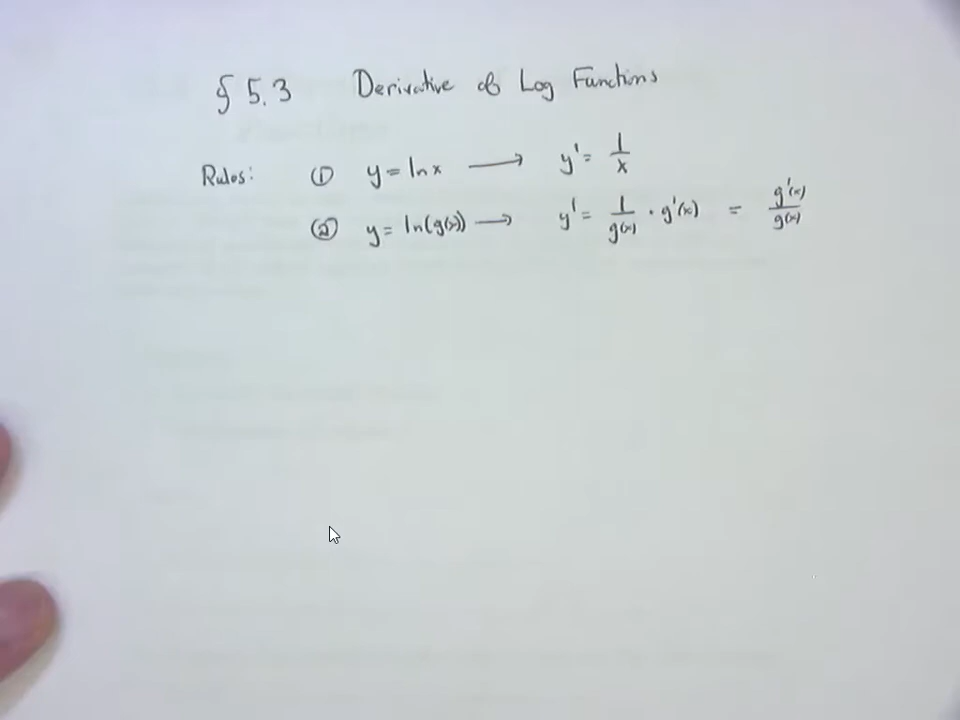 § 5.3 Derivative of Log Functions
Rules: ① y = ln x ⟶ y' = 1/x
② y = ln(g(x)) ⟶ y' = 1/g(x) · g'(x) = g'(x)/g(x)